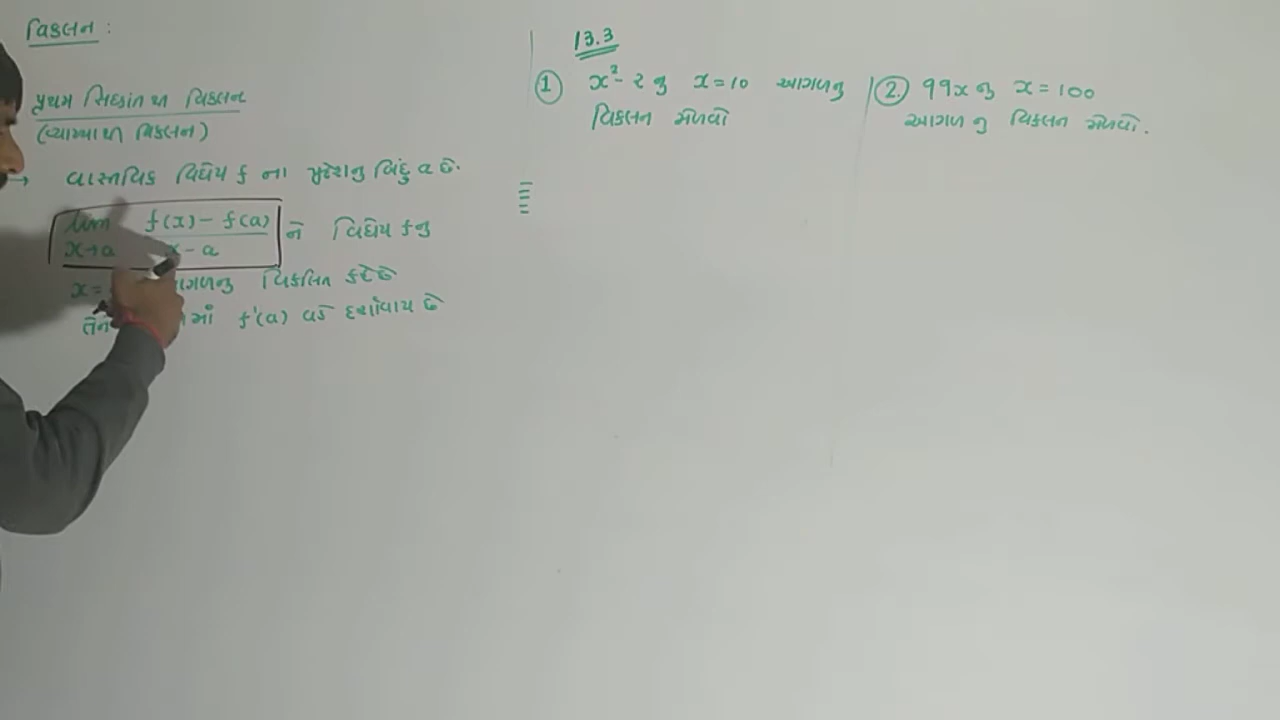 વિકલન :
પ્રથમ સિદ્ધાંત થી વિકલન
(વ્યાખ્યા થી વિકલન)
→ વાસ્તવિક વિધેય f ના પ્રદેશનુ બિંદુ a છે.
lim f(x) - f(a)
x→a x - a
ને વિધેય f નુ
x = આગળનુ વિકલિત કહે છે
માં f'(a) વડે દર્શાવાય છે
13.3
① x² - 2 નુ x = 10 આગળનુ
વિકલન મેળવો
②. 99x નુ x = 100
આગળ નુ વિકલન મેળવો.